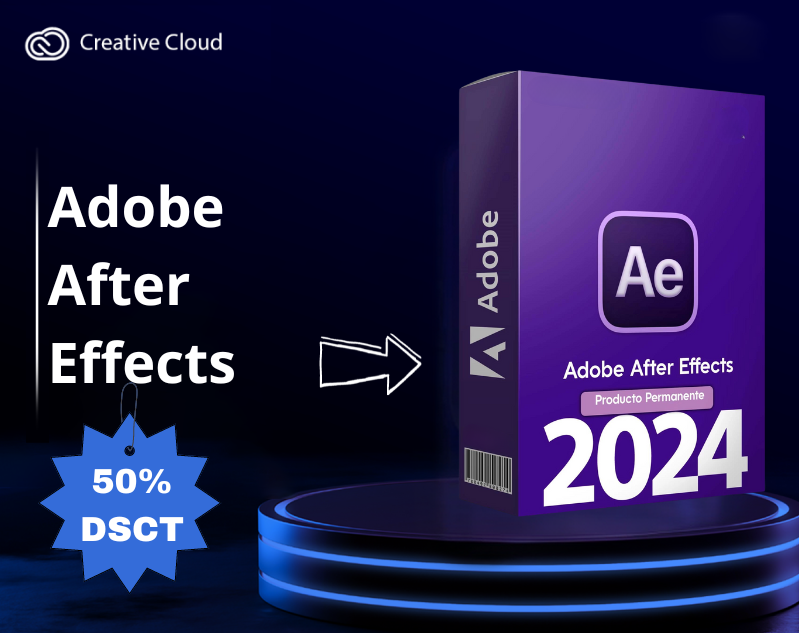 Creative Cloud
Adobe
After
Effects
50%
DSCT
Adobe
Ae
Adobe After Effects
Producto Permanente
2024